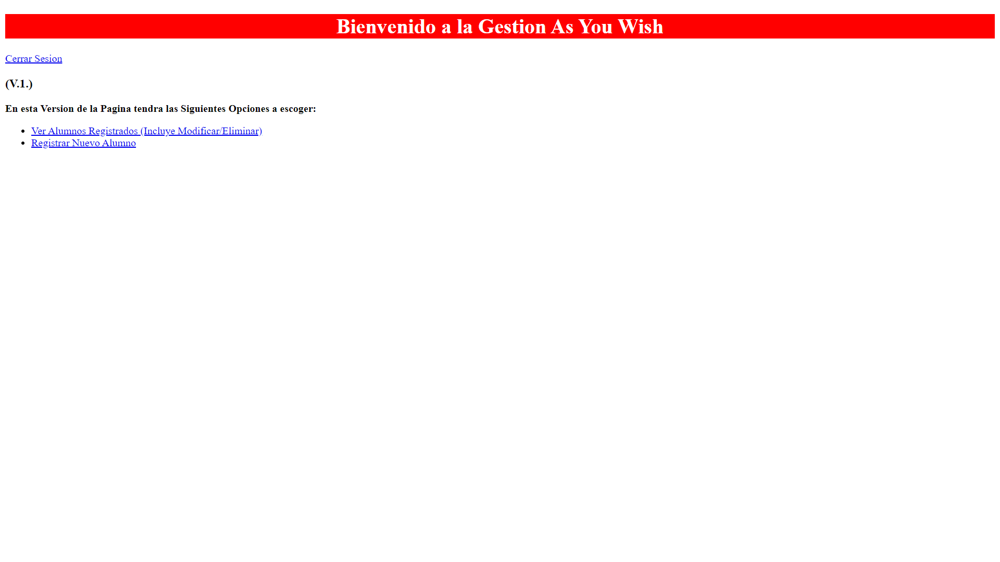 Bienvenido a la Gestion As You Wish
Cerrar Sesion
(V.1.)
En esta Version de la Pagina tendra las Siguientes Opciones a escoger:
Ver Alumnos Registrados (Incluye Modificar/Eliminar)
Registrar Nuevo Alumno